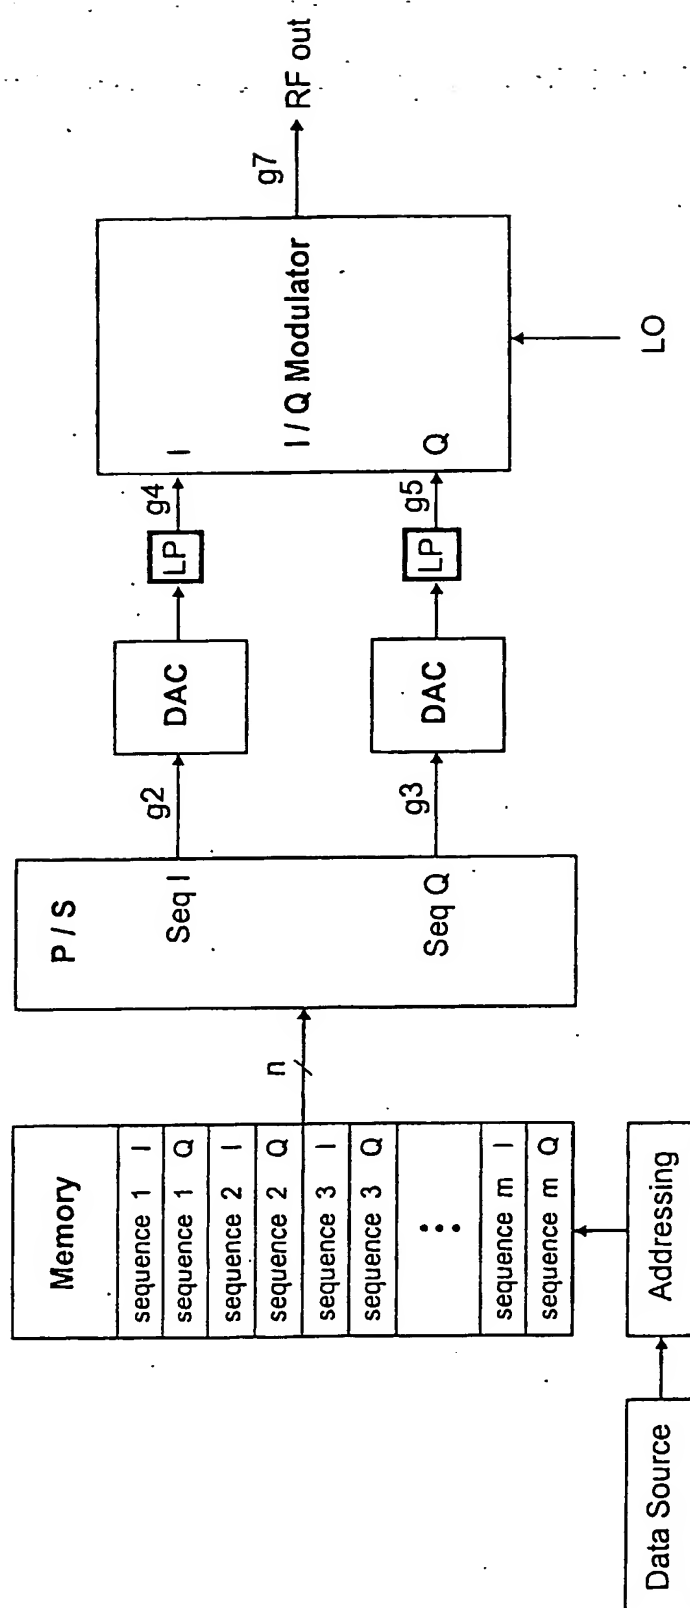 Data Source
Addressing
Memory
sequence 1 I
sequence 1 Q
sequence 2 I
sequence 2 Q
sequence 3 I
sequence 3 Q
sequence m I
sequence m Q
n
P / S
Seq I
Seq Q
g2
g3
DAC
DAC
LP
LP
g4
g5
I
Q
I / Q Modulator
LO
g7
RF out